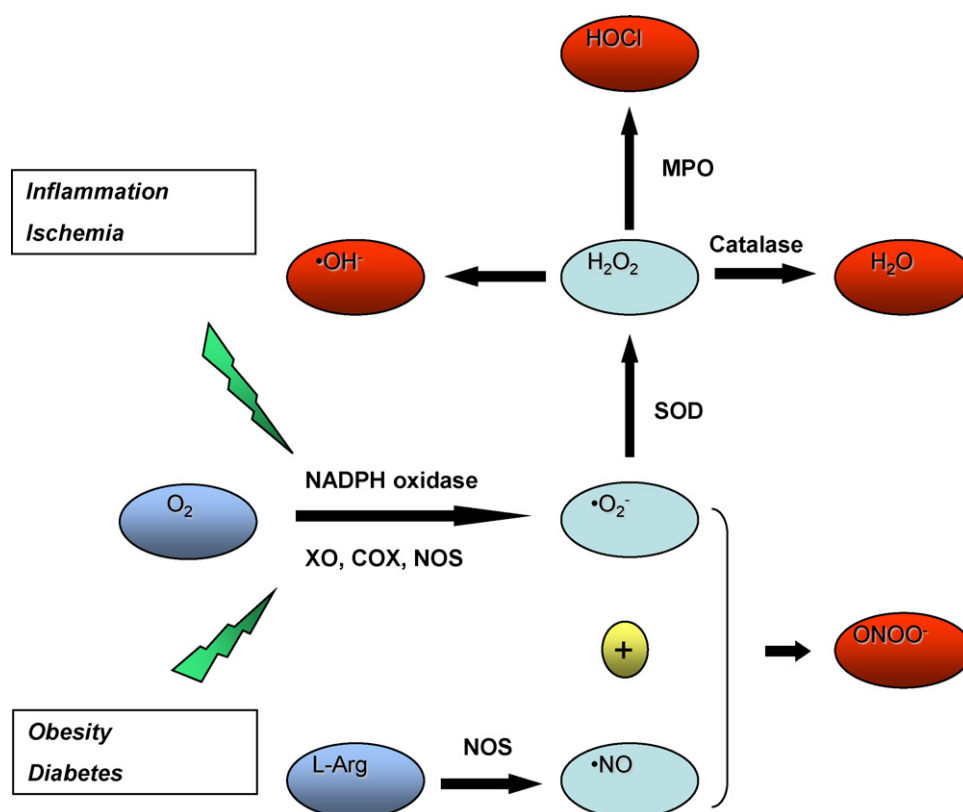 HOCl
MPO
Inflammation
Ischemia
•OH⁻
H₂O₂
Catalase
H₂O
SOD
NADPH oxidase
O₂
•O₂⁻
XO, COX, NOS
+
ONOO⁻
Obesity
Diabetes
L-Arg
NOS
•NO